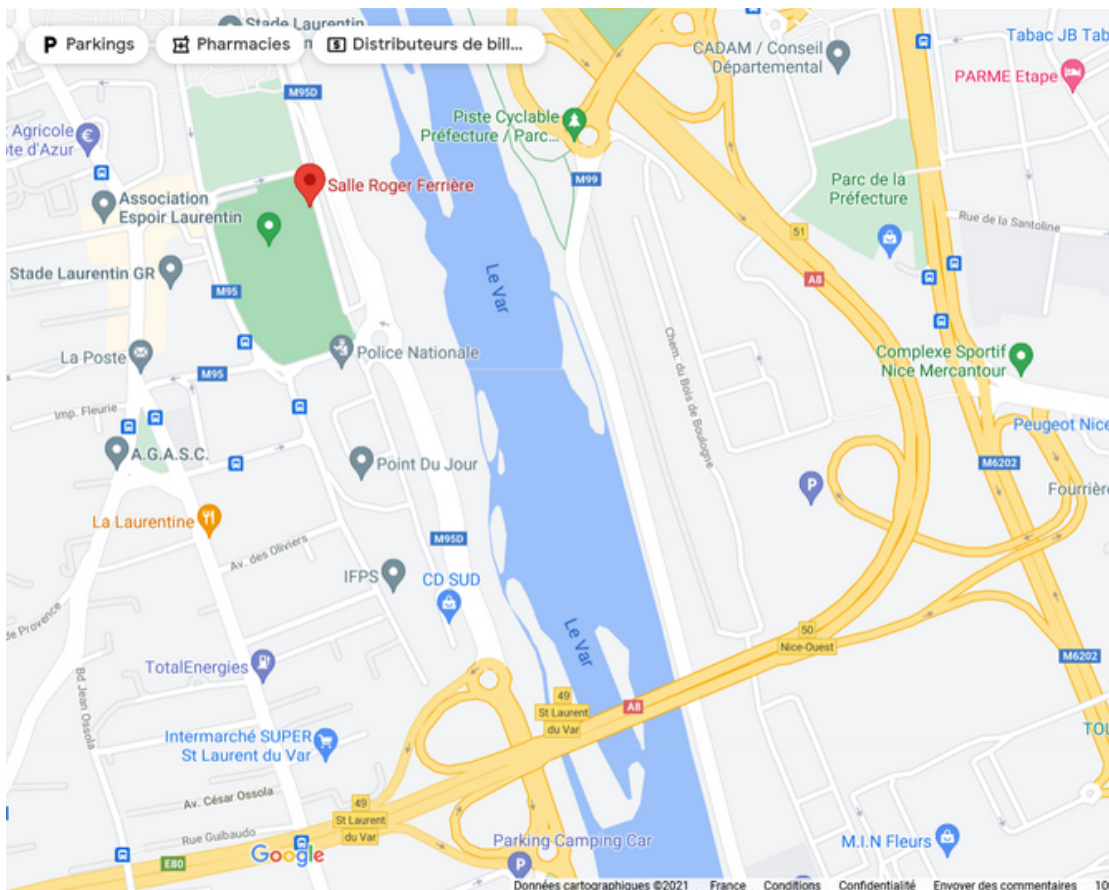 Stade Laurentin
Parkings
Pharmacies
Distributeurs de bill...
CADAM / Conseil
Départemental
Tabac JB Tab
PARME Etape
M95D
Piste Cyclable
Préfecture / Parc...
Agricole
te d'Azur
M99
Salle Roger Ferrière
Association
Espoir Laurentin
Parc de la
Préfecture
Rue de la Santoline
51
A8
Stade Laurentin GR
M95
Le Var
La Poste
Police Nationale
Chem. du Bois de Boulogne
Complexe Sportif
Nice Mercantour
M95
Imp. Fleurie
Peugeot Nice
A.G.A.S.C.
Point Du Jour
M6202
Fourrière
La Laurentine
M95D
Av. des Oliviers
IFPS
CD SUD
de Provence
Le Var
50
Nice-Ouest
M6202
TotalEnergies
Bd Jean Ossola
49
St Laurent
du Var
A8
Intermarché SUPER
St Laurent du Var
TOU
Av. César Ossola
49
St Laurent
du Var
Rue Guibaudo
Google
E80
Parking Camping Car
M.I.N Fleurs
Données cartographiques ©2021 France Conditions Confidentialité Envoyer des commentaires 10